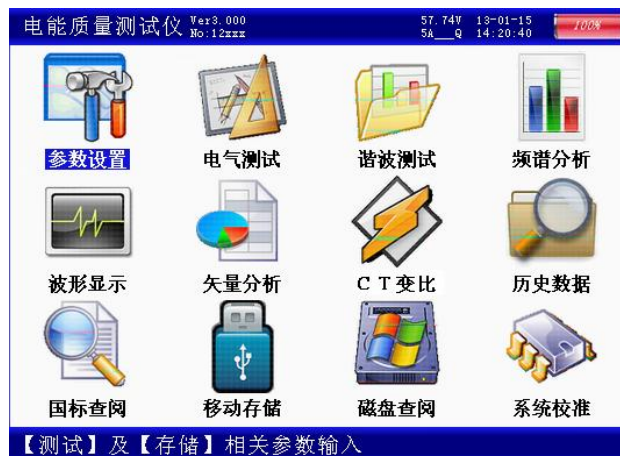 电能质量测试仪 Ver3.000 57.74V 13-01-15 100%
No:12xxx 5A__Q 14:20:40
参数设置 电气测试 谐波测试 频谱分析
波形显示 矢量分析 CT变比 历史数据
国标查阅 移动存储 磁盘查阅 系统校准
【测试】及【存储】相关参数输入